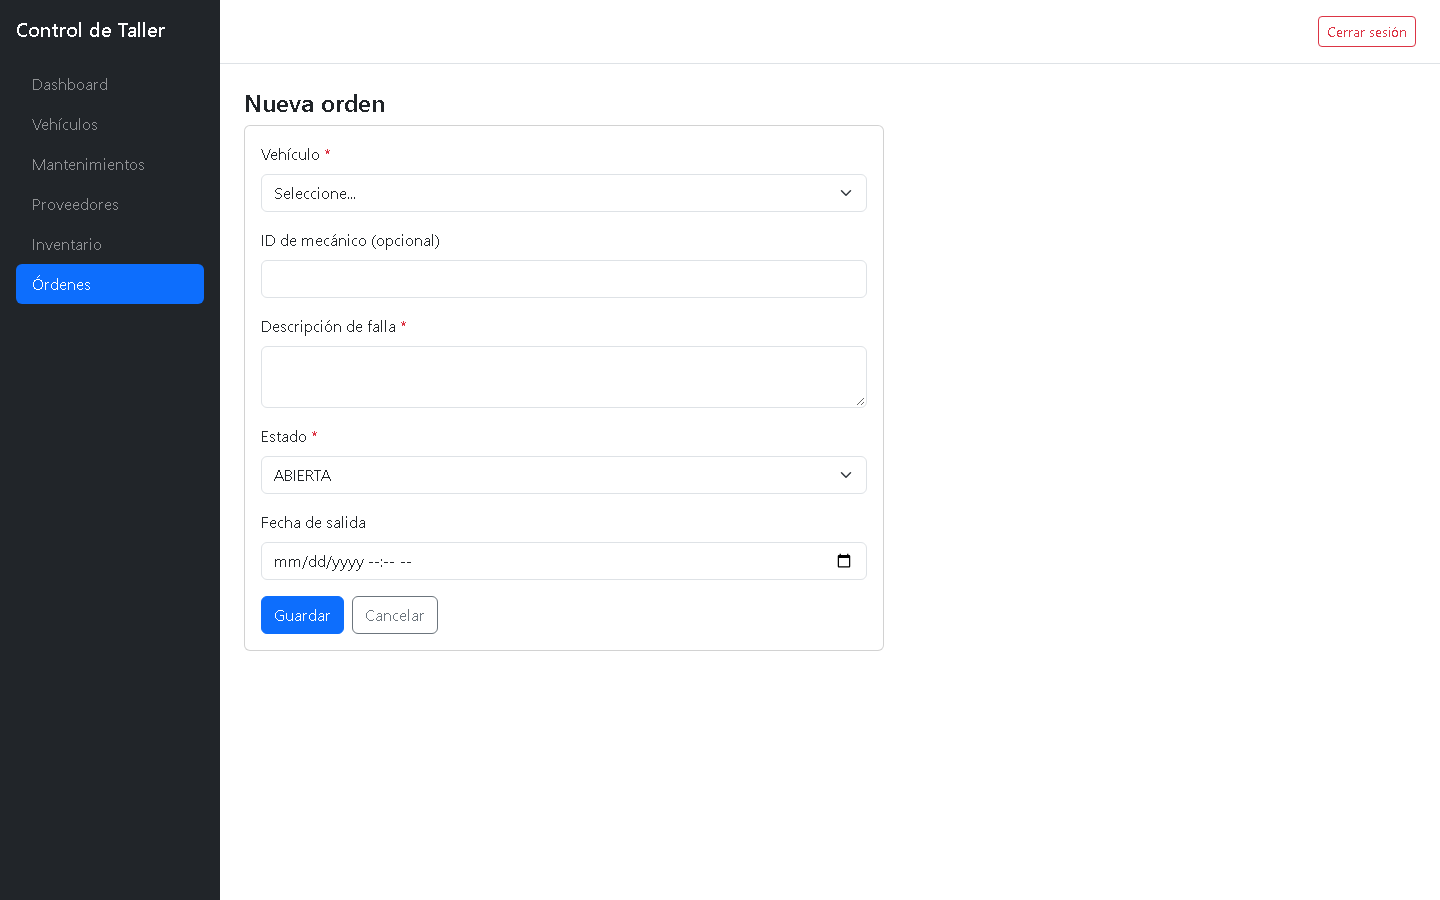 Control de Taller
Dashboard
Vehículos
Mantenimientos
Proveedores
Inventario
Órdenes
Cerrar sesión
Nueva orden
Vehículo *
Seleccione...
ID de mecánico (opcional)
Descripción de falla *
Estado *
ABIERTA
Fecha de salida
mm/dd/yyyy --:-- --
Guardar
Cancelar